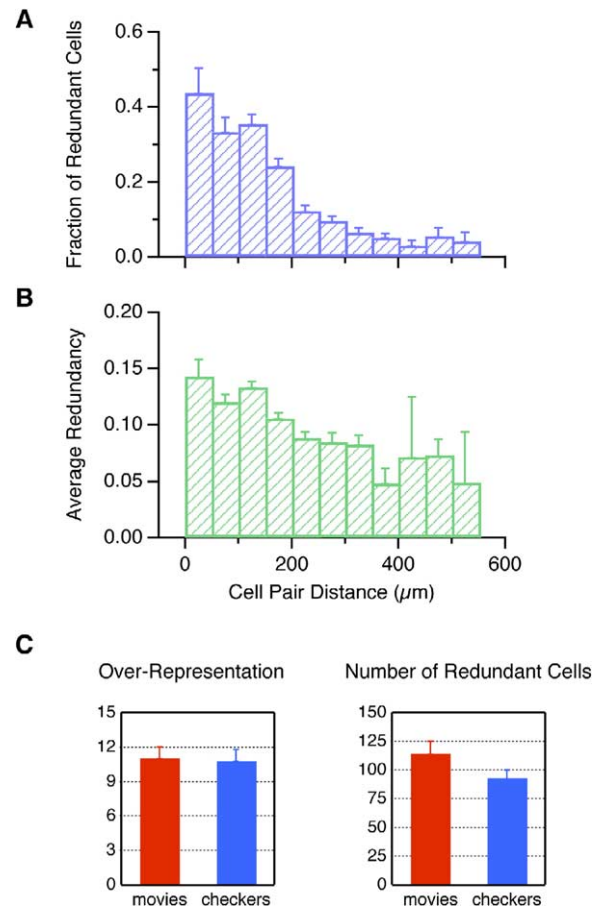 A
Fraction of Redundant Cells
0.6
0.4
0.2
0.0
B
Average Redundancy
0.20
0.15
0.10
0.05
0.00
0 200 400 600
Cell Pair Distance (µm)
C
Over-Representation
15
12
9
6
3
0
movies checkers
Number of Redundant Cells
150
125
100
75
50
25
0
movies checkers